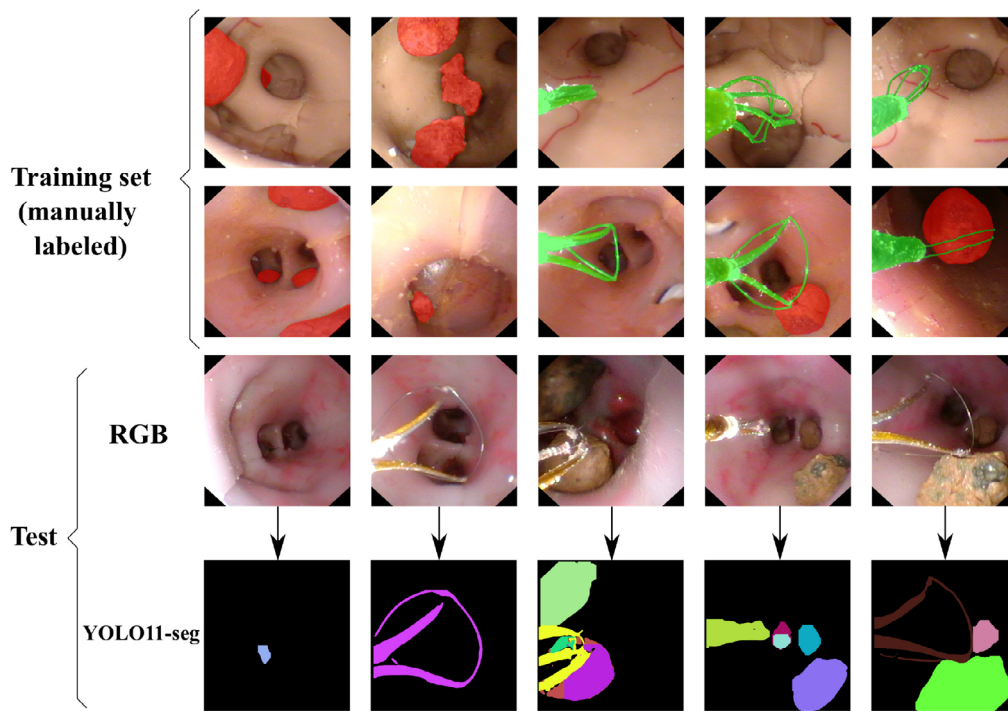 Training set
(manually
labeled)
RGB
Test
YOLO11-seg